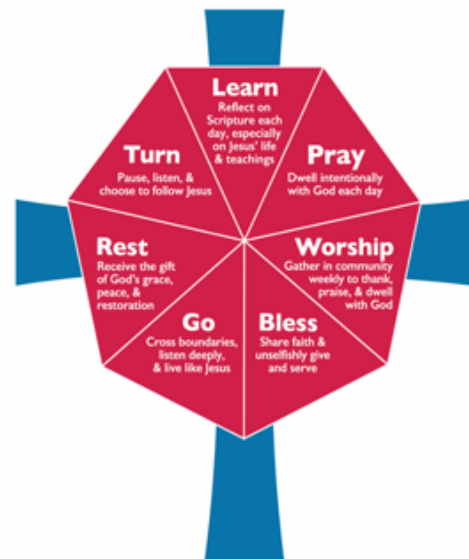 Learn
Reflect on
Scripture each
day, especially
on Jesus' life
& teachings
Pray
Dwell intentionally
with God each day
Worship
Gather in community
weekly to thank,
praise, & dwell
with God
Bless
Share faith &
unselfishly give
and serve
Go
Cross boundaries,
listen deeply,
& live like Jesus
Rest
Receive the gift
of God's grace,
peace, &
restoration
Turn
Pause, listen, &
choose to follow Jesus